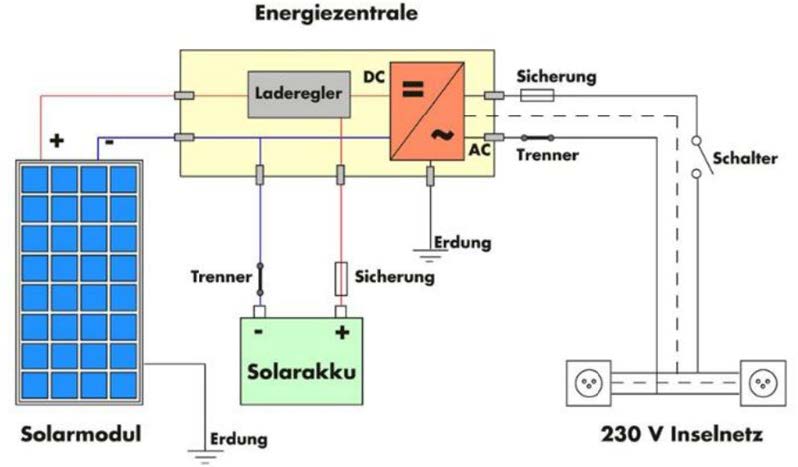 Energiezentrale
DC
Laderegler
Sicherung
+
-
AC
Trenner
Schalter
Erdung
Trenner
Sicherung
-
+
Solarakku
Solarmodul
Erdung
230 V Inselnetz